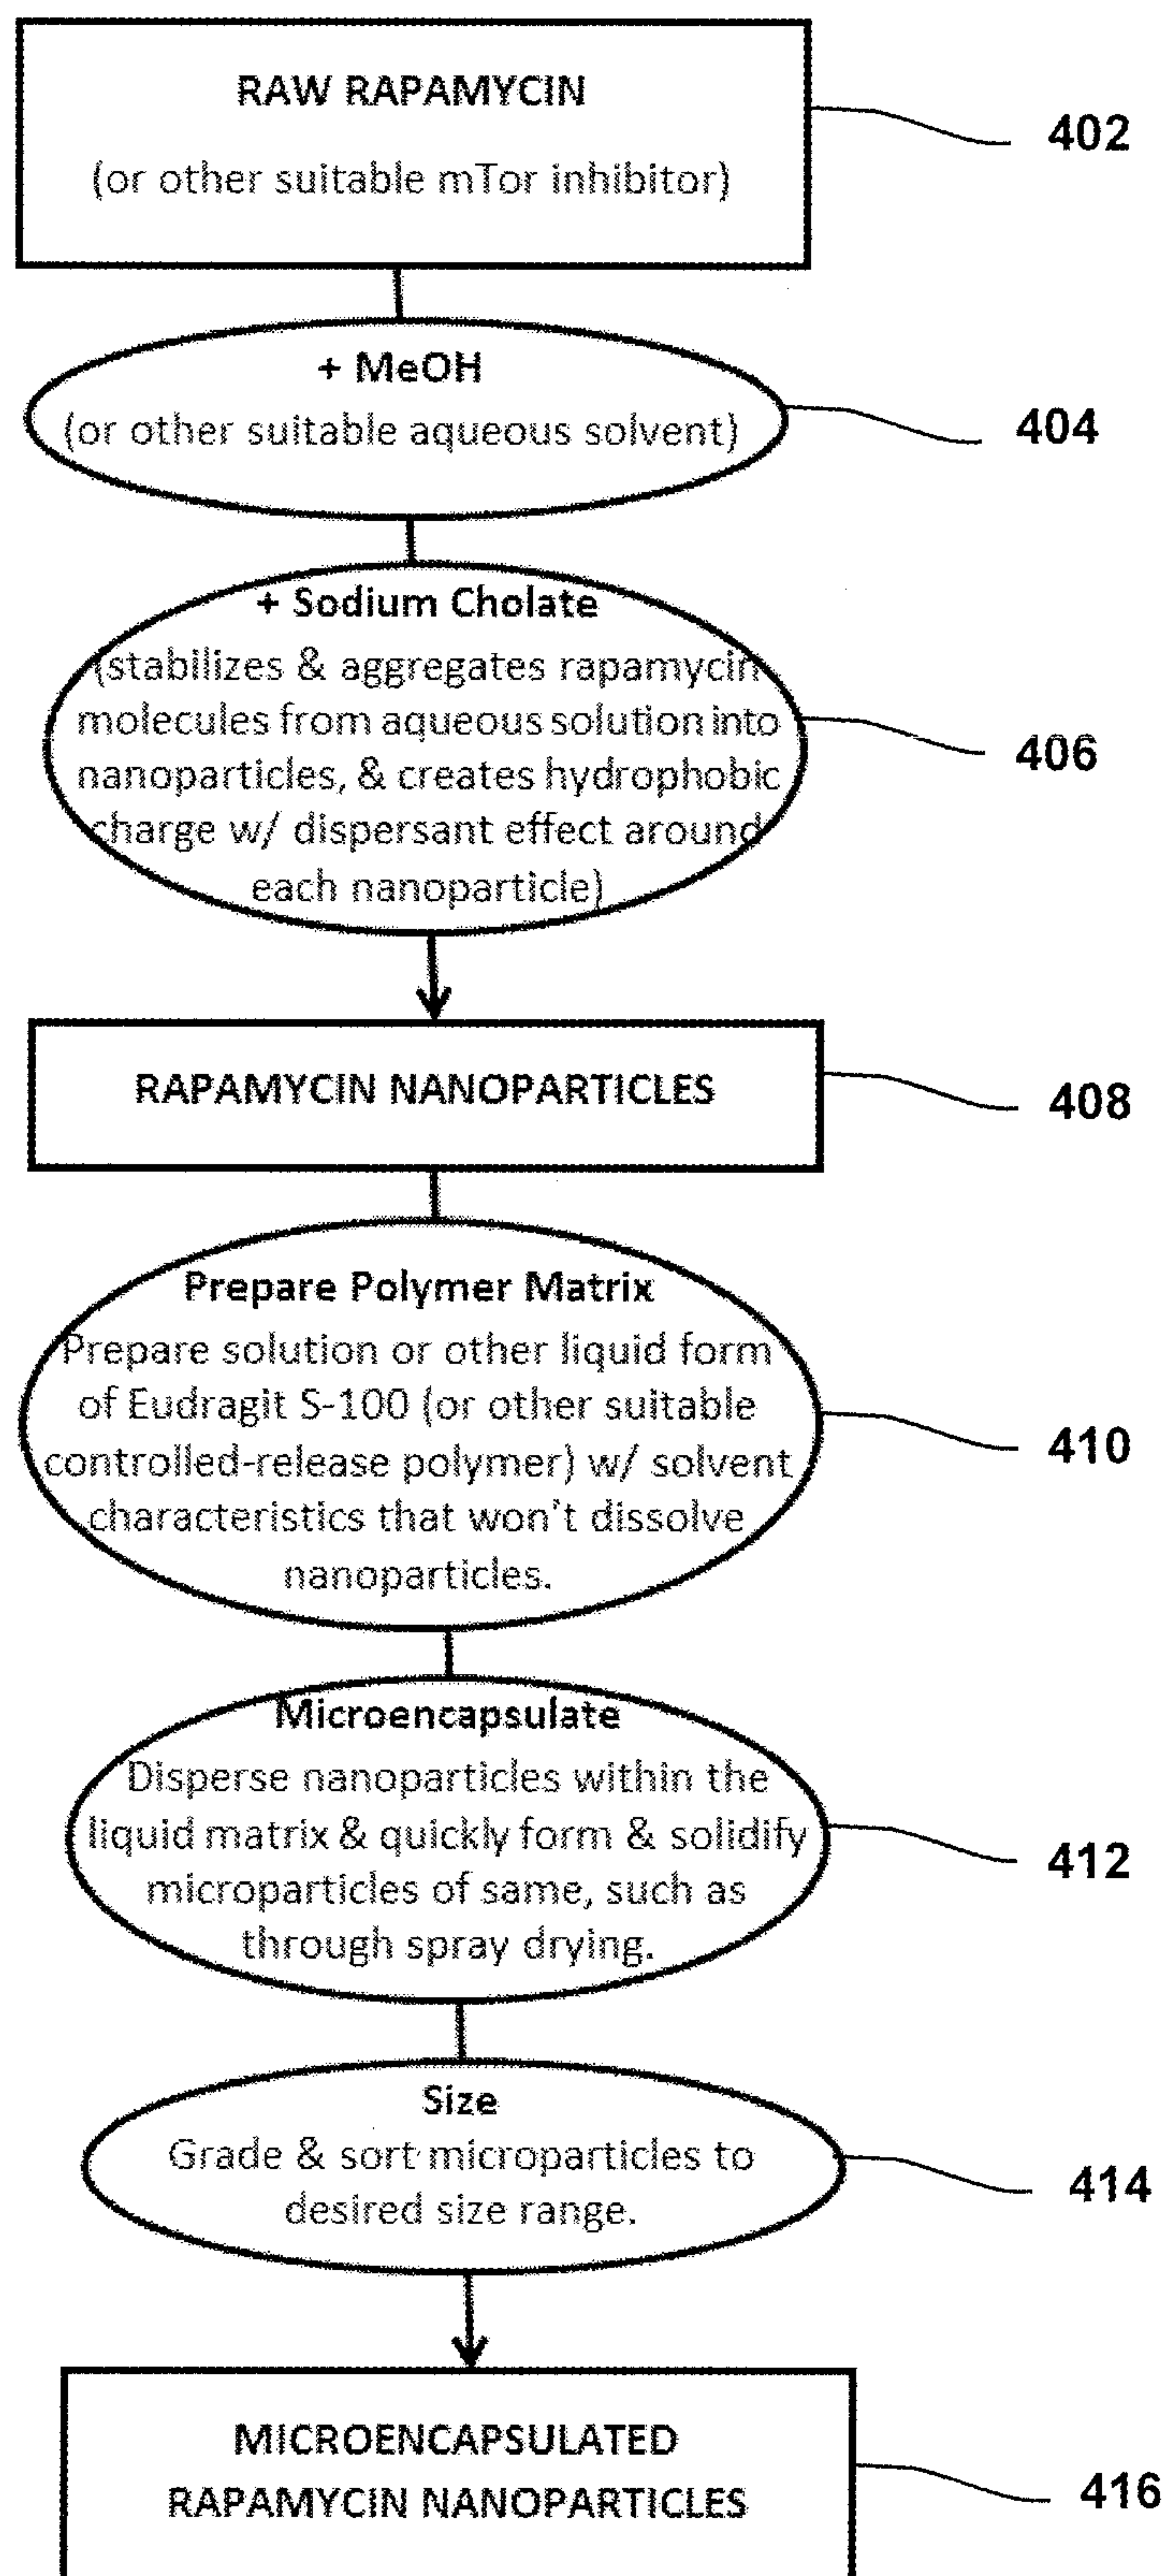 RAW RAPAMYCIN
(or other suitable mTor inhibitor)
402
+ MeOH
(or other suitable aqueous solvent)
404
+ Sodium Cholate
(stabilizes & aggregates rapamycin
molecules from aqueous solution into
nanoparticles, & creates hydrophobic
charge w/ dispersant effect around
each nanoparticle)
406
RAPAMYCIN NANOPARTICLES
408
Prepare Polymer Matrix
Prepare solution or other liquid form
of Eudragit S-100 (or other suitable
controlled-release polymer) w/ solvent
characteristics that won't dissolve
nanoparticles.
410
Microencapsulate
Disperse nanoparticles within the
liquid matrix & quickly form & solidify
microparticles of same, such as
through spray drying.
412
Size
Grade & sort microparticles to
desired size range.
414
MICROENCAPSULATED
RAPAMYCIN NANOPARTICLES
416